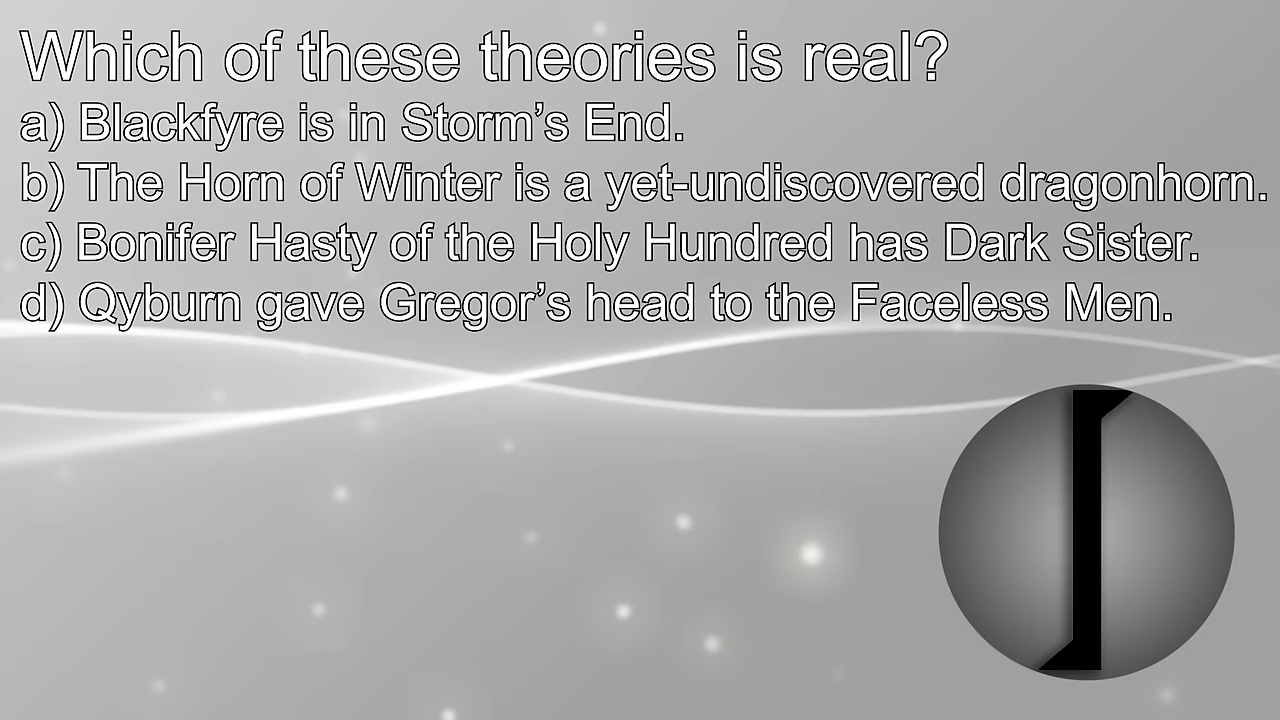 Which of these theories is real?
a) Blackfyre is in Storm’s End.
b) The Horn of Winter is a yet-undiscovered dragonhorn.
c) Bonifer Hasty of the Holy Hundred has Dark Sister.
d) Qyburn gave Gregor’s head to the Faceless Men.